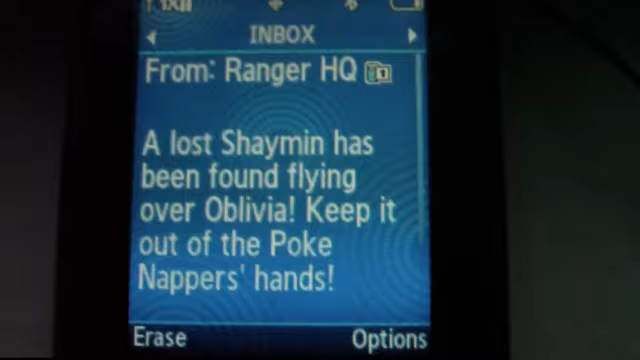 INBOX
From: Ranger HQ
A lost Shaymin has
been found flying
over Oblivia! Keep it
out of the Poke
Nappers' hands!
Erase Options